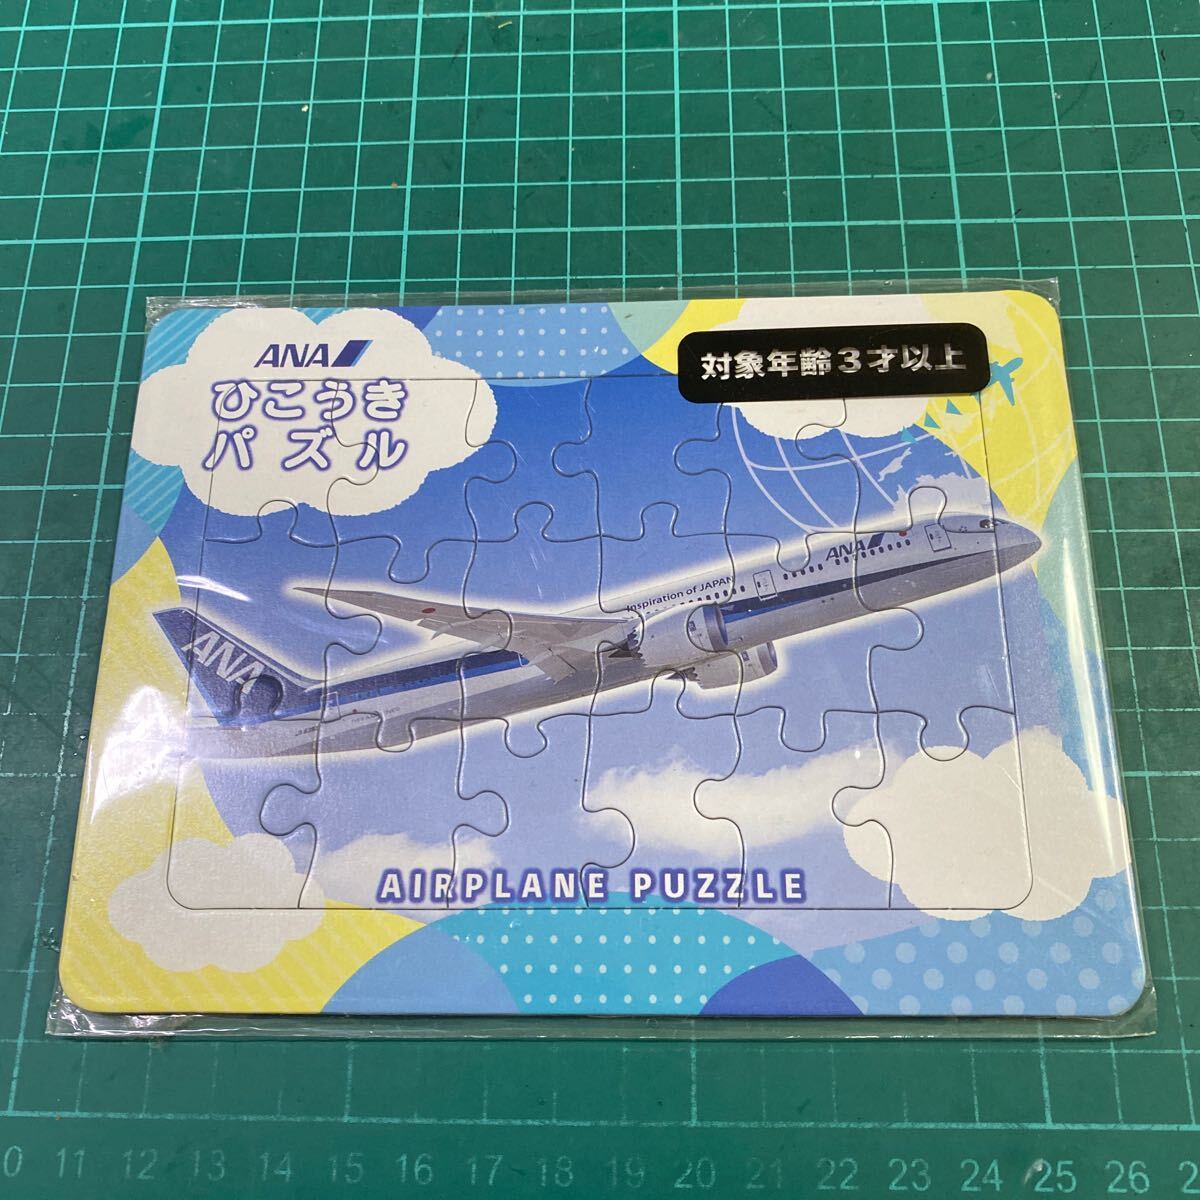 ANA
ひこうき
パズル
対象年齢3才以上
ANA
Inspiration of JAPAN
ANA
AIRPLANE PUZZLE
11 12 13 14 15 16 17 18 19 20 21 22 23 24 25 26